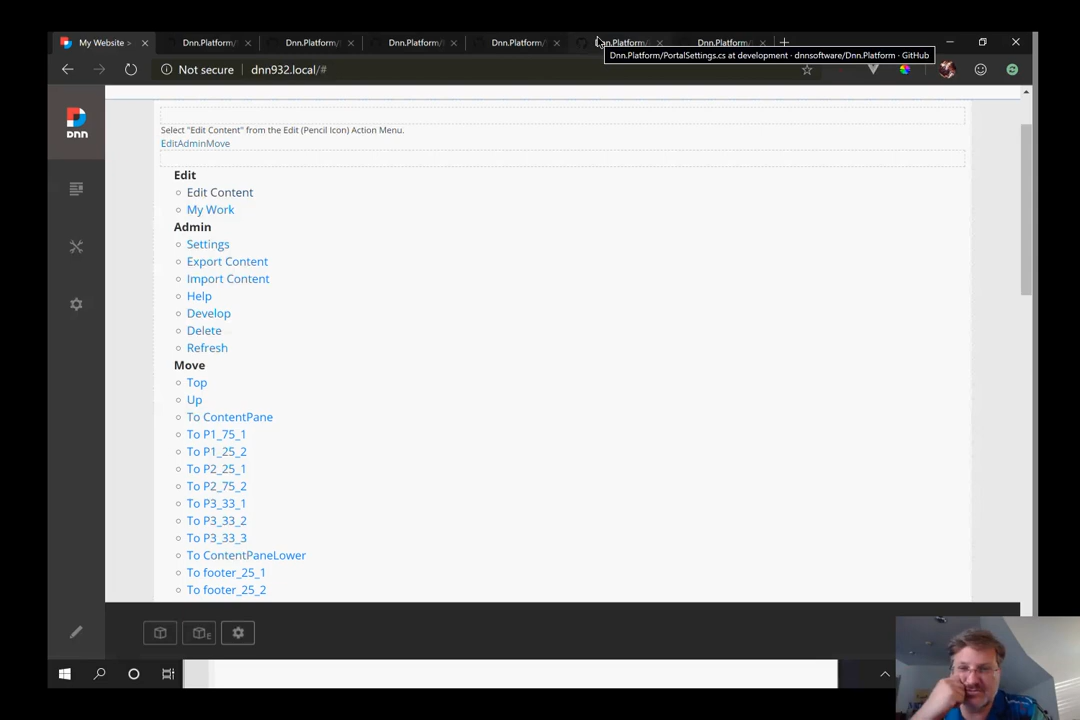 My Website >
Dnn.Platform/
Dnn.Platform/
Dnn.Platform/
Dnn.Platform/
Dnn.Platform/
Dnn.Platform/
Dnn.Platform/PortalSettings.cs at development · dnnsoftware/Dnn.Platform · GitHub
Not secure
dnn932.local/#
Dnn
Select "Edit Content" from the Edit (Pencil Icon) Action Menu.
EditAdminMove
Edit
Edit Content
My Work
Admin
Settings
Export Content
Import Content
Help
Develop
Delete
Refresh
Move
Top
Up
To ContentPane
To P1_75_1
To P1_25_2
To P2_25_1
To P2_75_2
To P3_33_1
To P3_33_2
To P3_33_3
To ContentPaneLower
To footer_25_1
To footer_25_2
E